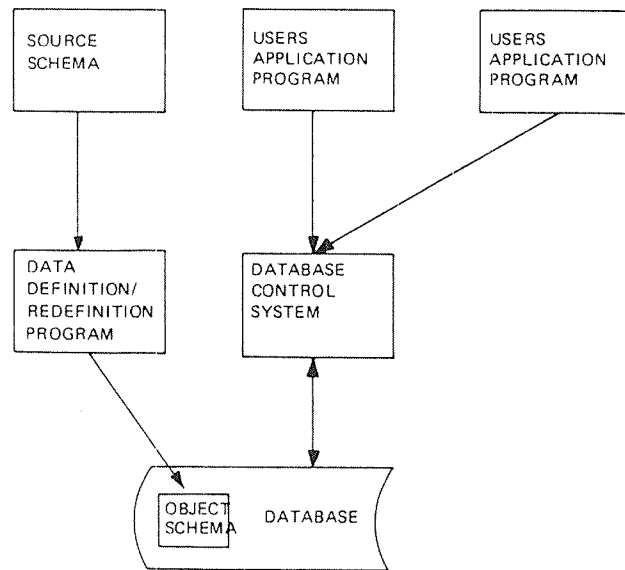 SOURCE
SCHEMA
USERS
APPLICATION
PROGRAM
USERS
APPLICATION
PROGRAM
DATA
DEFINITION/
REDEFINITION
PROGRAM
DATABASE
CONTROL
SYSTEM
OBJECT
SCHEMA
DATABASE